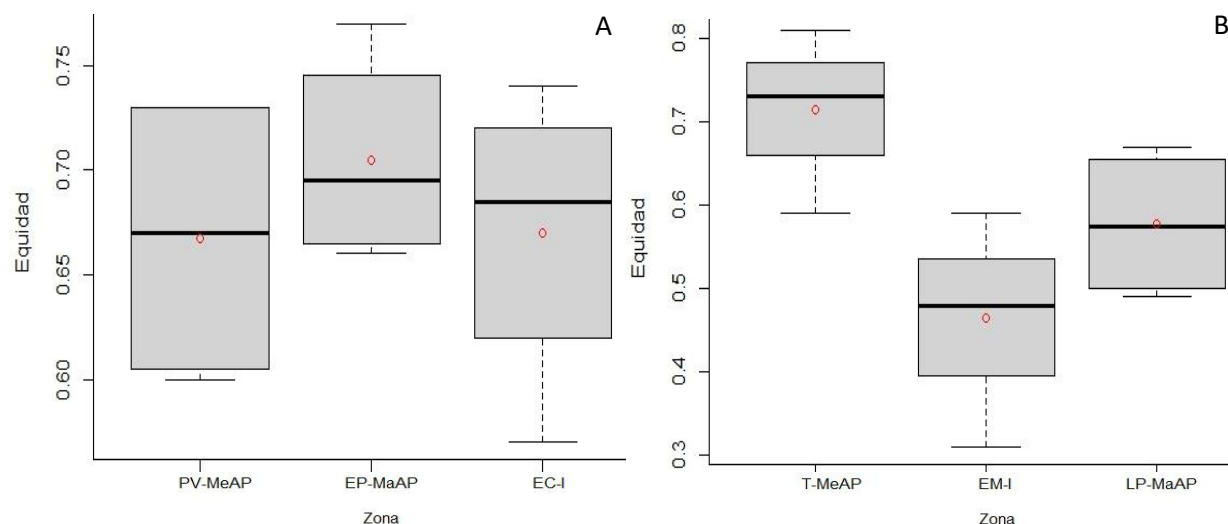 A
Equidad
0.75
0.70
0.65
0.60
PV-MeAP EP-MaAP EC-I
Zona
B
Equidad
0.8
0.7
0.6
0.5
0.4
0.3
T-MeAP EM-I LP-MaAP
Zona